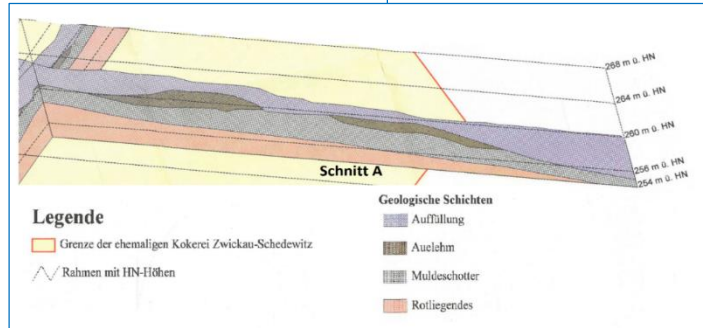 268 m ü. HN
264 m ü. HN
260 m ü. HN
256 m ü. HN
254 m ü. HN
Schnitt A
Legende
Grenze der ehemaligen Kokerei Zwickau-Schedewitz
Rahmen mit HN-Höhen
Geologische Schichten
Auffüllung
Auelehm
Muldeschotter
Rotliegendes